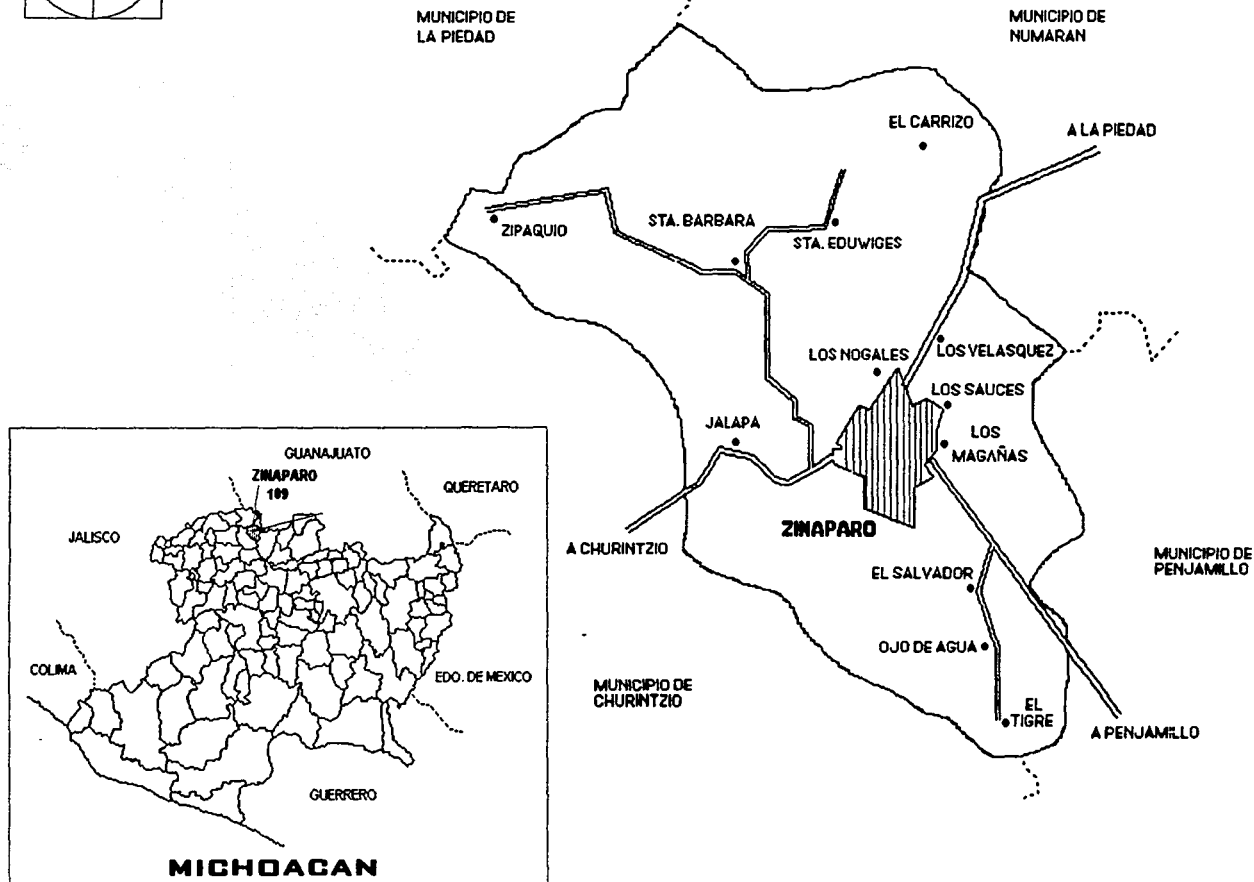 MUNICIPIO DE
LA PIEDAD
MUNICIPIO DE
NUMARAN
EL CARRIZO
A LA PIEDAD
ZIPAQUIO
STA. BARBARA
STA. EDUWIGES
LOS NOGALES
LOS VELASQUEZ
LOS SAUCES
JALAPA
LOS
MAGAÑAS
ZINAPARO
A CHURINTZIO
MUNICIPIO DE
PENJAMILLO
EL SALVADOR
OJO DE AGUA
MUNICIPIO DE
CHURINTZIO
EL
TIGRE
A PENJAMILLO
GUANAJUATO
ZINAPARO
109
QUERETARO
JALISCO
COLIMA
EDO. DE MEXICO
GUERRERO
MICHOACAN